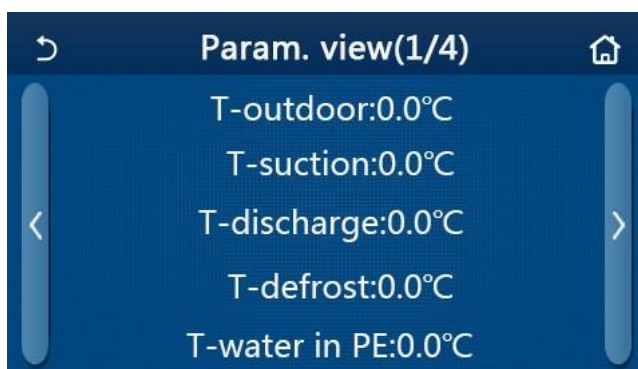 Param. view(1/4)
T-outdoor:0.0℃
T-suction:0.0℃
T-discharge:0.0℃
T-defrost:0.0℃
T-water in PE:0.0℃